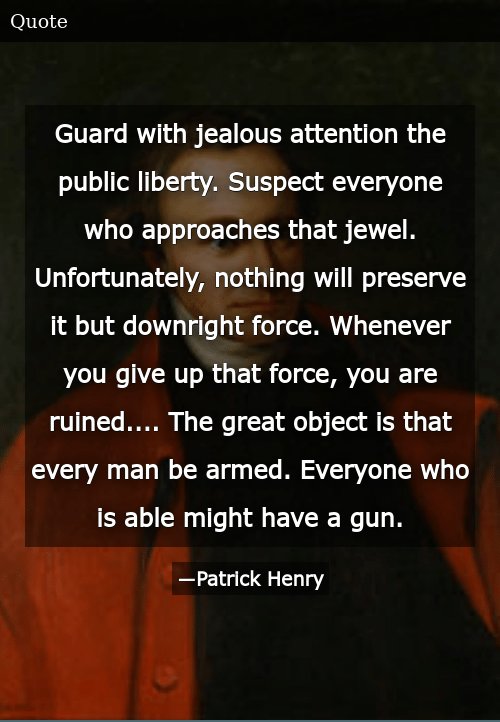 Quote
Guard with jealous attention the
public liberty. Suspect everyone
who approaches that jewel.
Unfortunately, nothing will preserve
it but downright force. Whenever
you give up that force, you are
ruined.... The great object is that
every man be armed. Everyone who
is able might have a gun.
—Patrick Henry